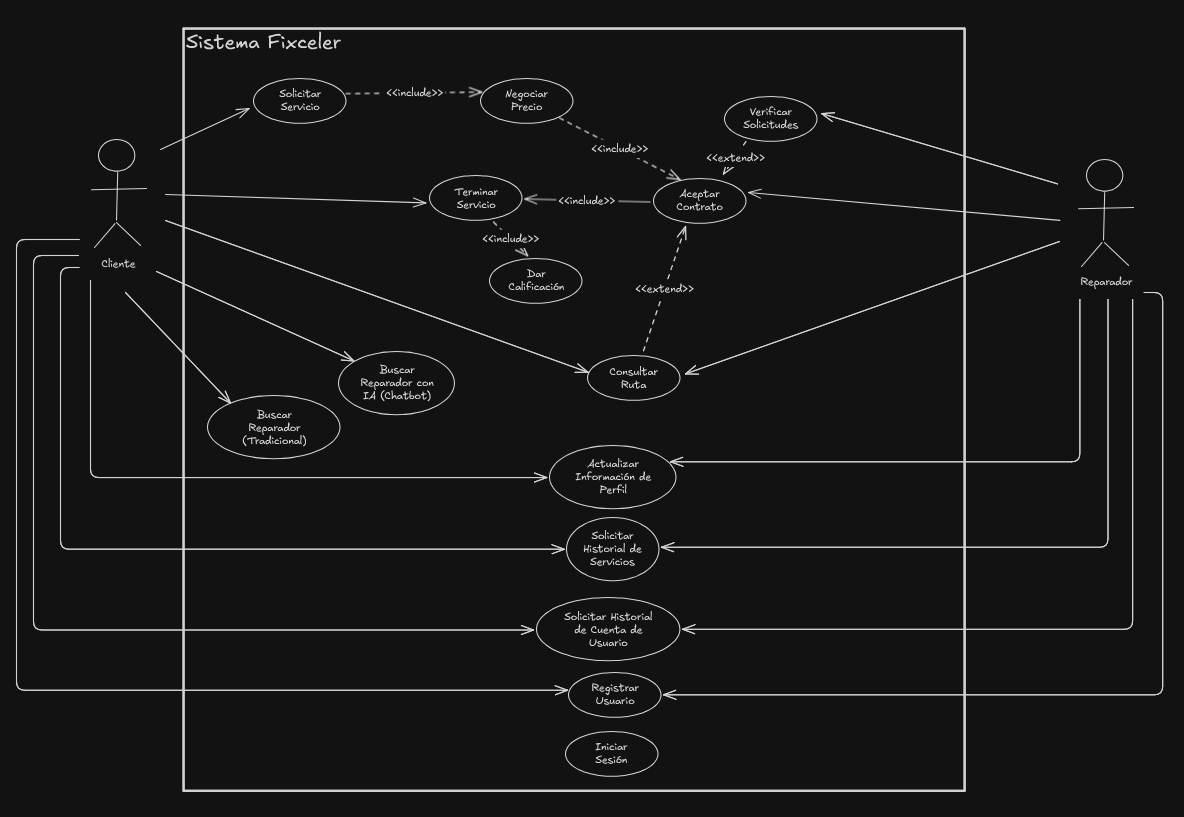 Sistema Fixceler
Solicitar
Servicio
<<include>>
Negociar
Precio
Verificar
Solicitudes
<<include>>
<<extend>>
Terminar
Servicio
<<include>>
Aceptar
Contrato
<<include>>
Dar
Calificación
<<extend>>
Cliente
Reparador
Buscar
Reparador con
IA (Chatbot)
Consultar
Ruta
Buscar
Reparador
(Tradicional)
Actualizar
Información de
Perfil
Solicitar
Historial de
Servicios
Solicitar Historial
de Cuenta de
Usuario
Registrar
Usuario
Iniciar
Sesión